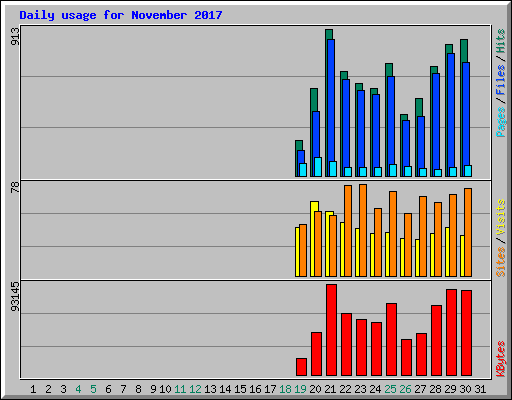 Daily usage for November 2017
913
Pages / Files / Hits
78
Sites / Visits
93145
KBytes
1 2 3 4 5 6 7 8 9 10 11 12 13 14 15 16 17 18 19 20 21 22 23 24 25 26 27 28 29 30 31